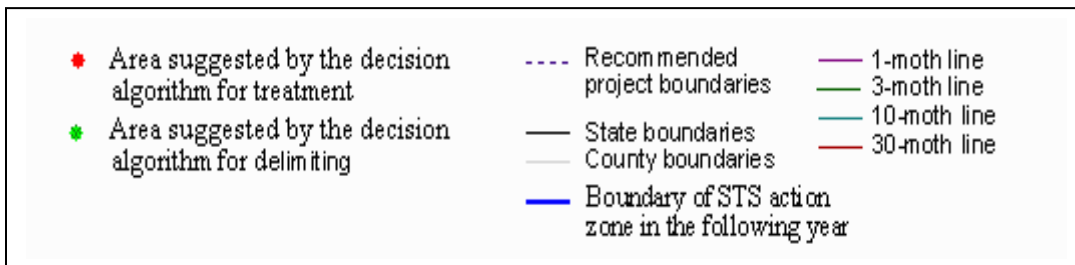 Area suggested by the decision
algorithm for treatment
Area suggested by the decision
algorithm for delimiting
Recommended
project boundaries
State boundaries
County boundaries
Boundary of STS action
zone in the following year
1-moth line
3-moth line
10-moth line
30-moth line